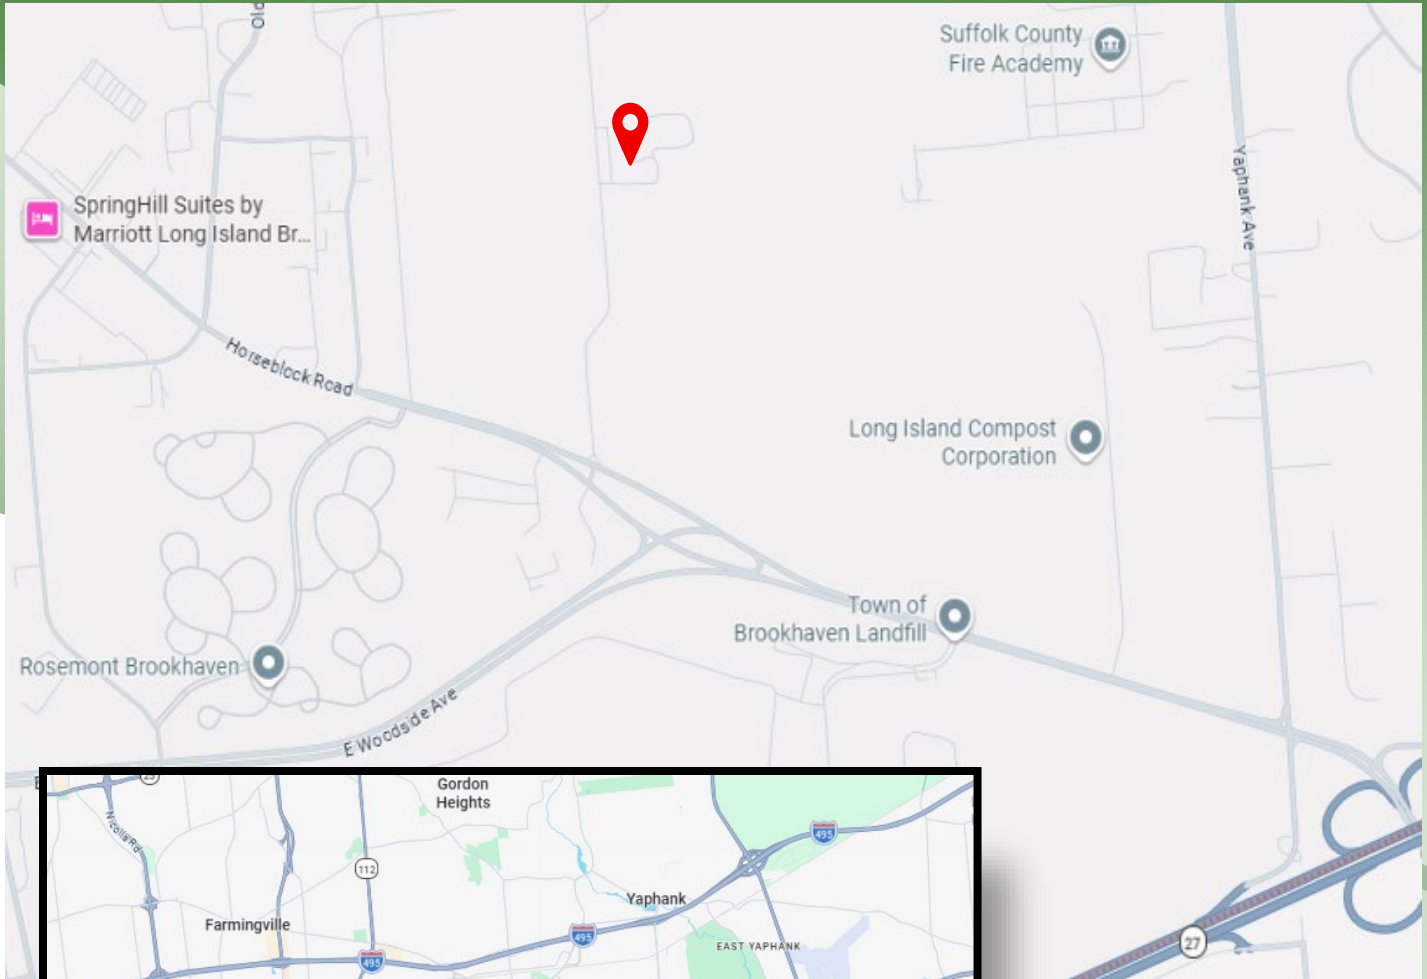 Old
Suffolk County
Fire Academy
SpringHill Suites by
Marriott Long Island Br...
Yaphank Ave
Horseblock Road
Long Island Compost
Corporation
Town of
Brookhaven Landfill
Rosemont Brookhaven
E Woodside Ave
27
25
Gordon
Heights
Nicolls Rd
495
112
Yaphank
Farmingville
495
EAST YAPHANK
495